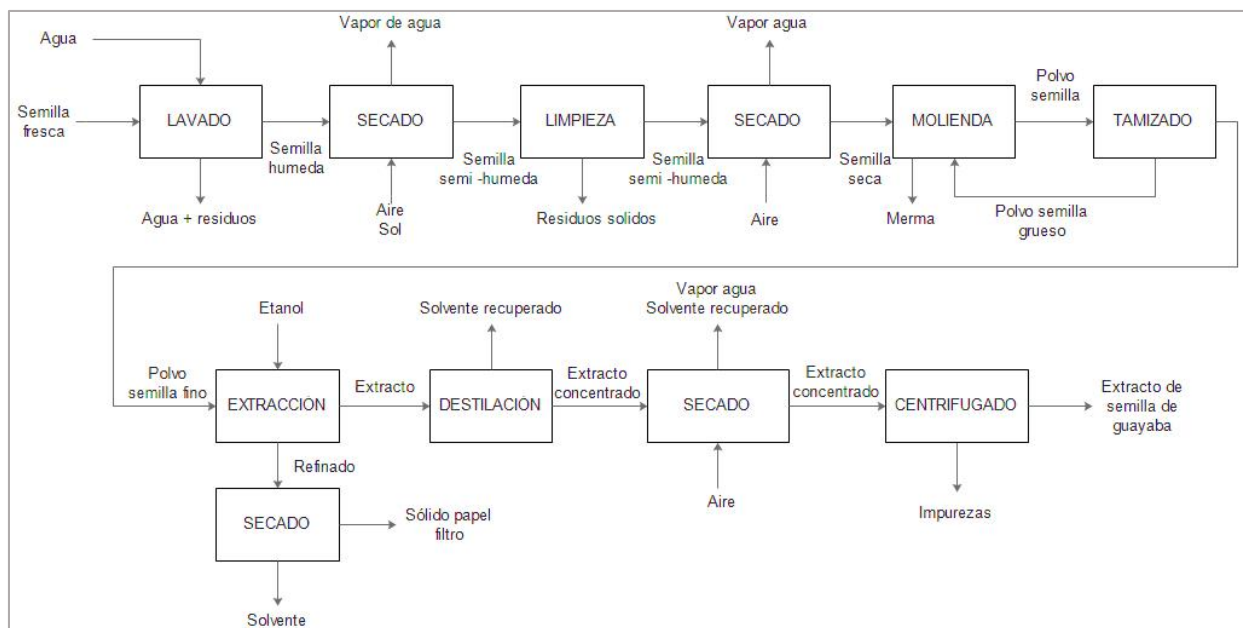 Vapor de agua
Vapor agua
Agua
Polvo
semilla
Semilla
fresca
LAVADO
SECADO
LIMPIEZA
SECADO
MOLIENDA
TAMIZADO
Semilla
humeda
Semilla
semi -humeda
Semilla
semi -humeda
Semilla
seca
Agua + residuos
Aire
Sol
Residuos solidos
Aire
Merma
Polvo semilla
grueso
Etanol
Solvente recuperado
Vapor agua
Solvente recuperado
Polvo
semilla fino
EXTRACCIÓN
Extracto
DESTILACIÓN
Extracto
concentrado
SECADO
Extracto
concentrado
CENTRIFUGADO
Extracto de
semilla de
guayaba
Refinado
Aire
Impurezas
SECADO
Sólido papel
filtro
Solvente